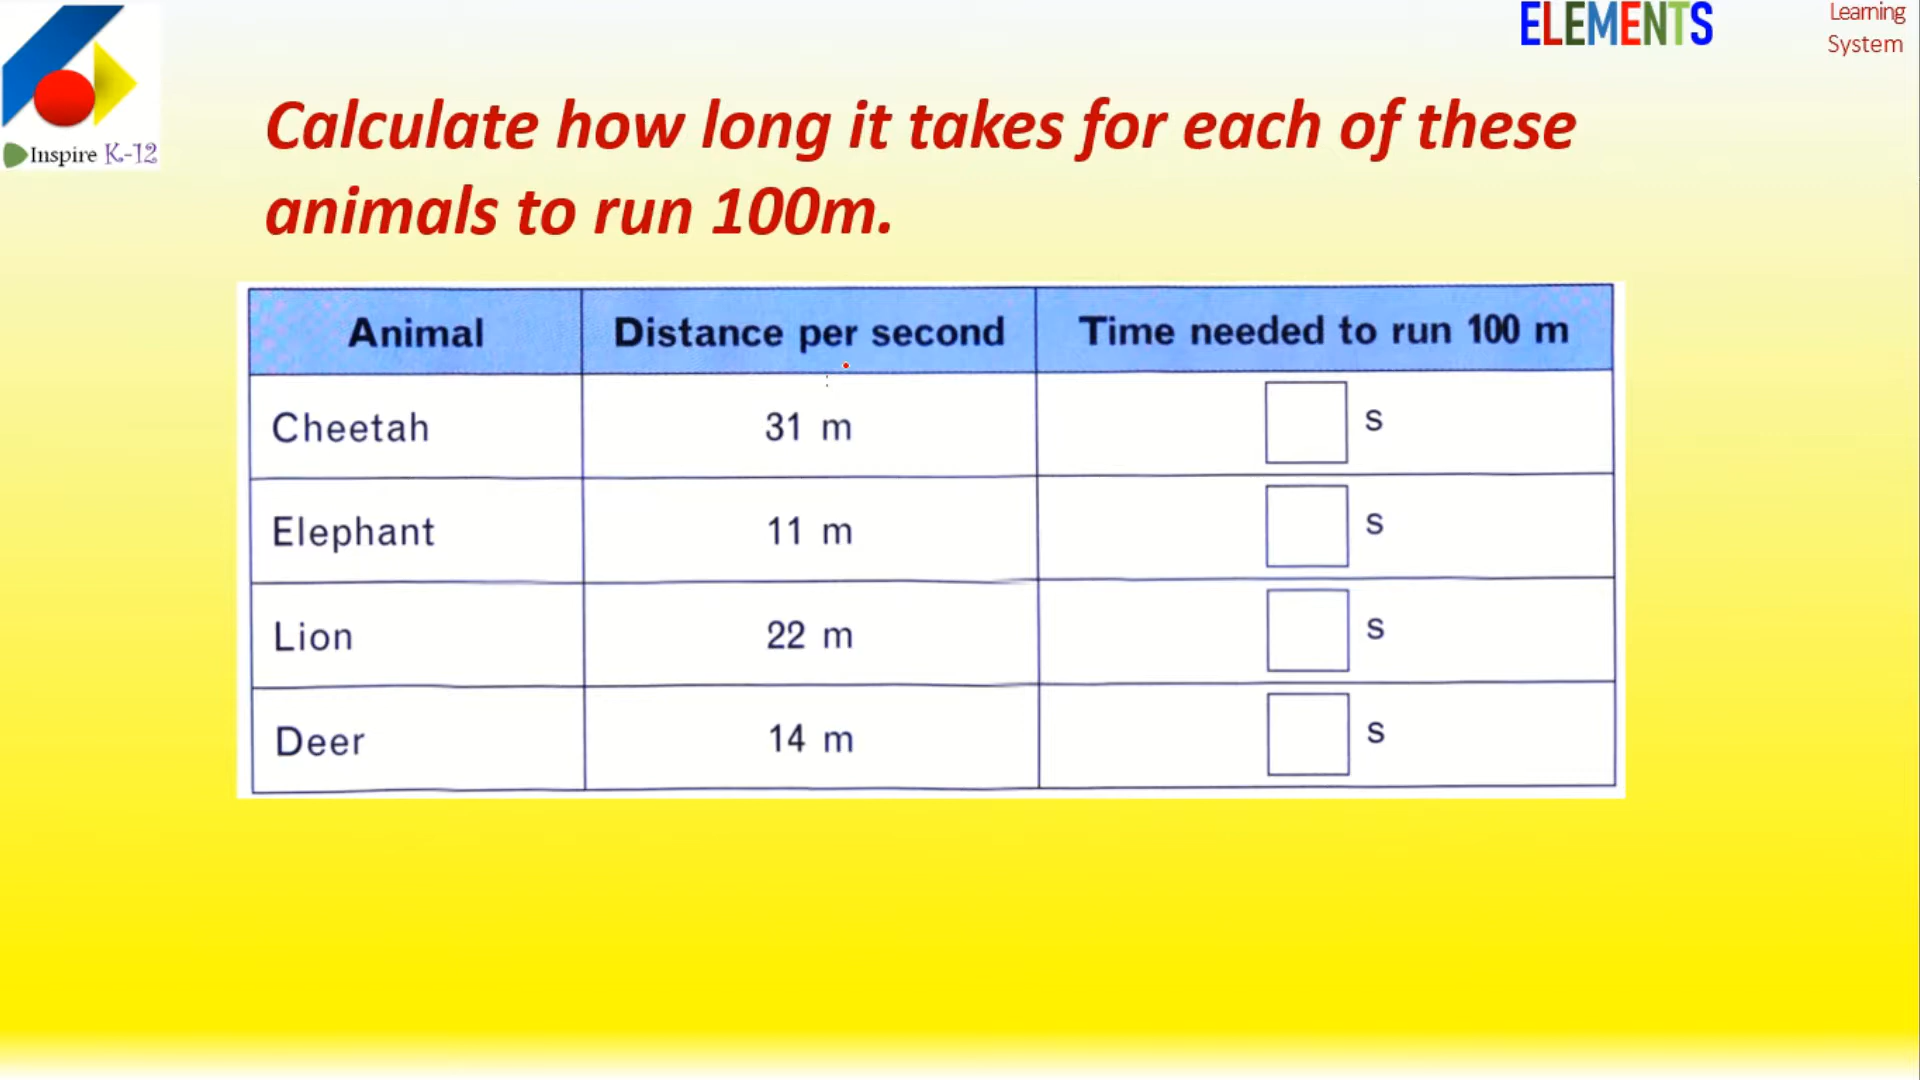 ELEMENTS
Learning
System
Inspire K-12
Calculate how long it takes for each of these
animals to run 100m.
Animal Distance per second Time needed to run 100 m
Cheetah 31 m s
Elephant 11 m s
Lion 22 m s
Deer 14 m s